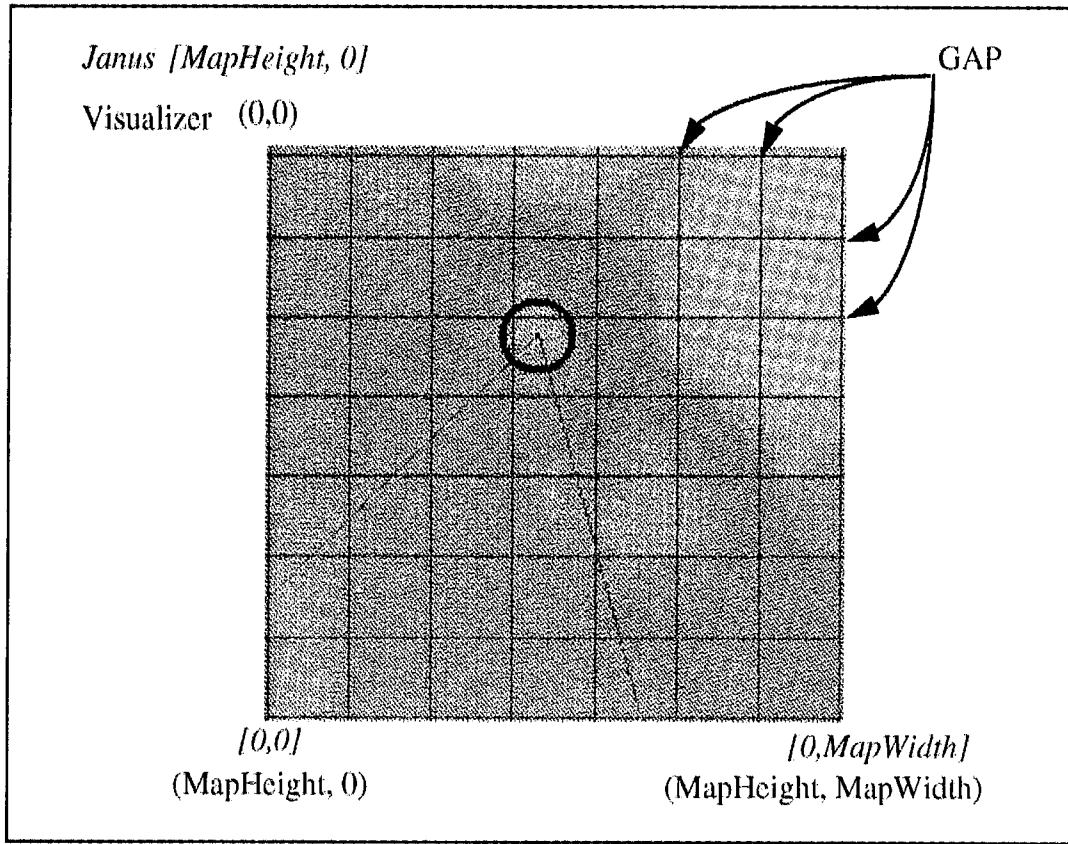 Janus [MapHeight, 0]
GAP
Visualizer (0,0)
[0,0]
[0,MapWidth]
(MapHeight, 0)
(MapHeight, MapWidth)